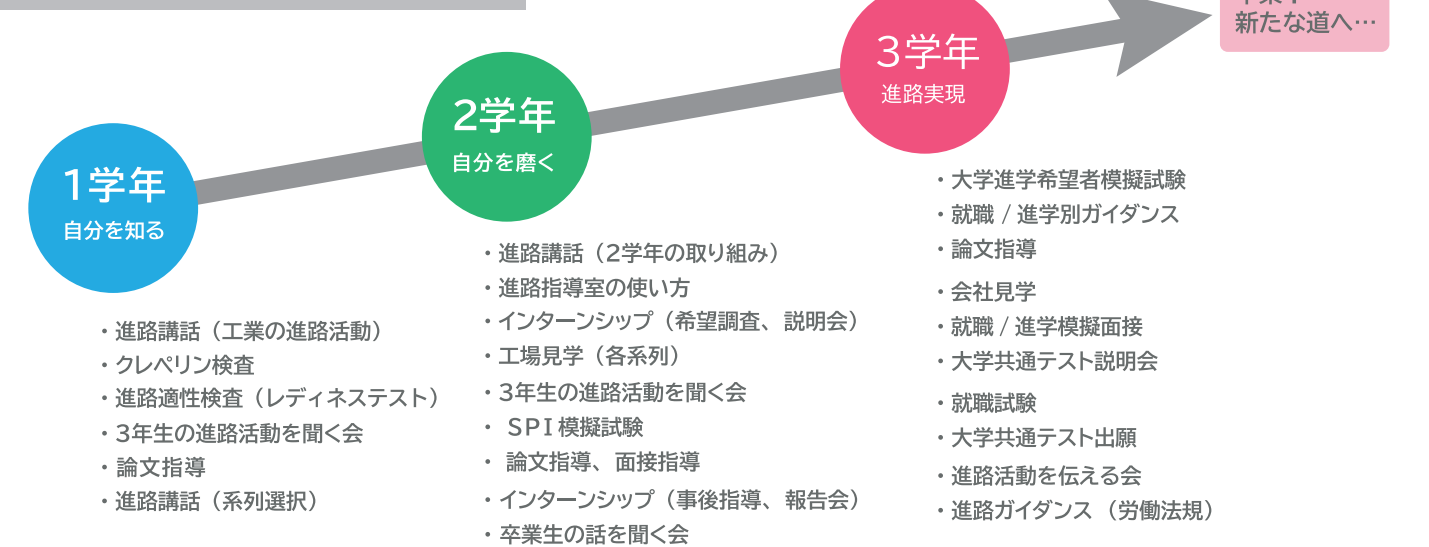 新たな道へ…
3学年
進路実現
2学年
自分を磨く
1学年
自分を知る
・進路講話（工業の進路活動）
・クレペリン検査
・進路適性検査（レディネステスト）
・3年生の進路活動を聞く会
・論文指導
・進路講話（系列選択）
・進路講話（2学年の取り組み）
・進路指導室の使い方
・インターンシップ（希望調査、説明会）
・工場見学（各系列）
・3年生の進路活動を聞く会
・ SPI模擬試験
・ 論文指導、面接指導
・インターンシップ（事後指導、報告会）
・卒業生の話を聞く会
・大学進学希望者模擬試験
・就職 / 進学別ガイダンス
・論文指導
・会社見学
・就職 / 進学模擬面接
・大学共通テスト説明会
・就職試験
・大学共通テスト出願
・進路活動を伝える会
・進路ガイダンス（労働法規）